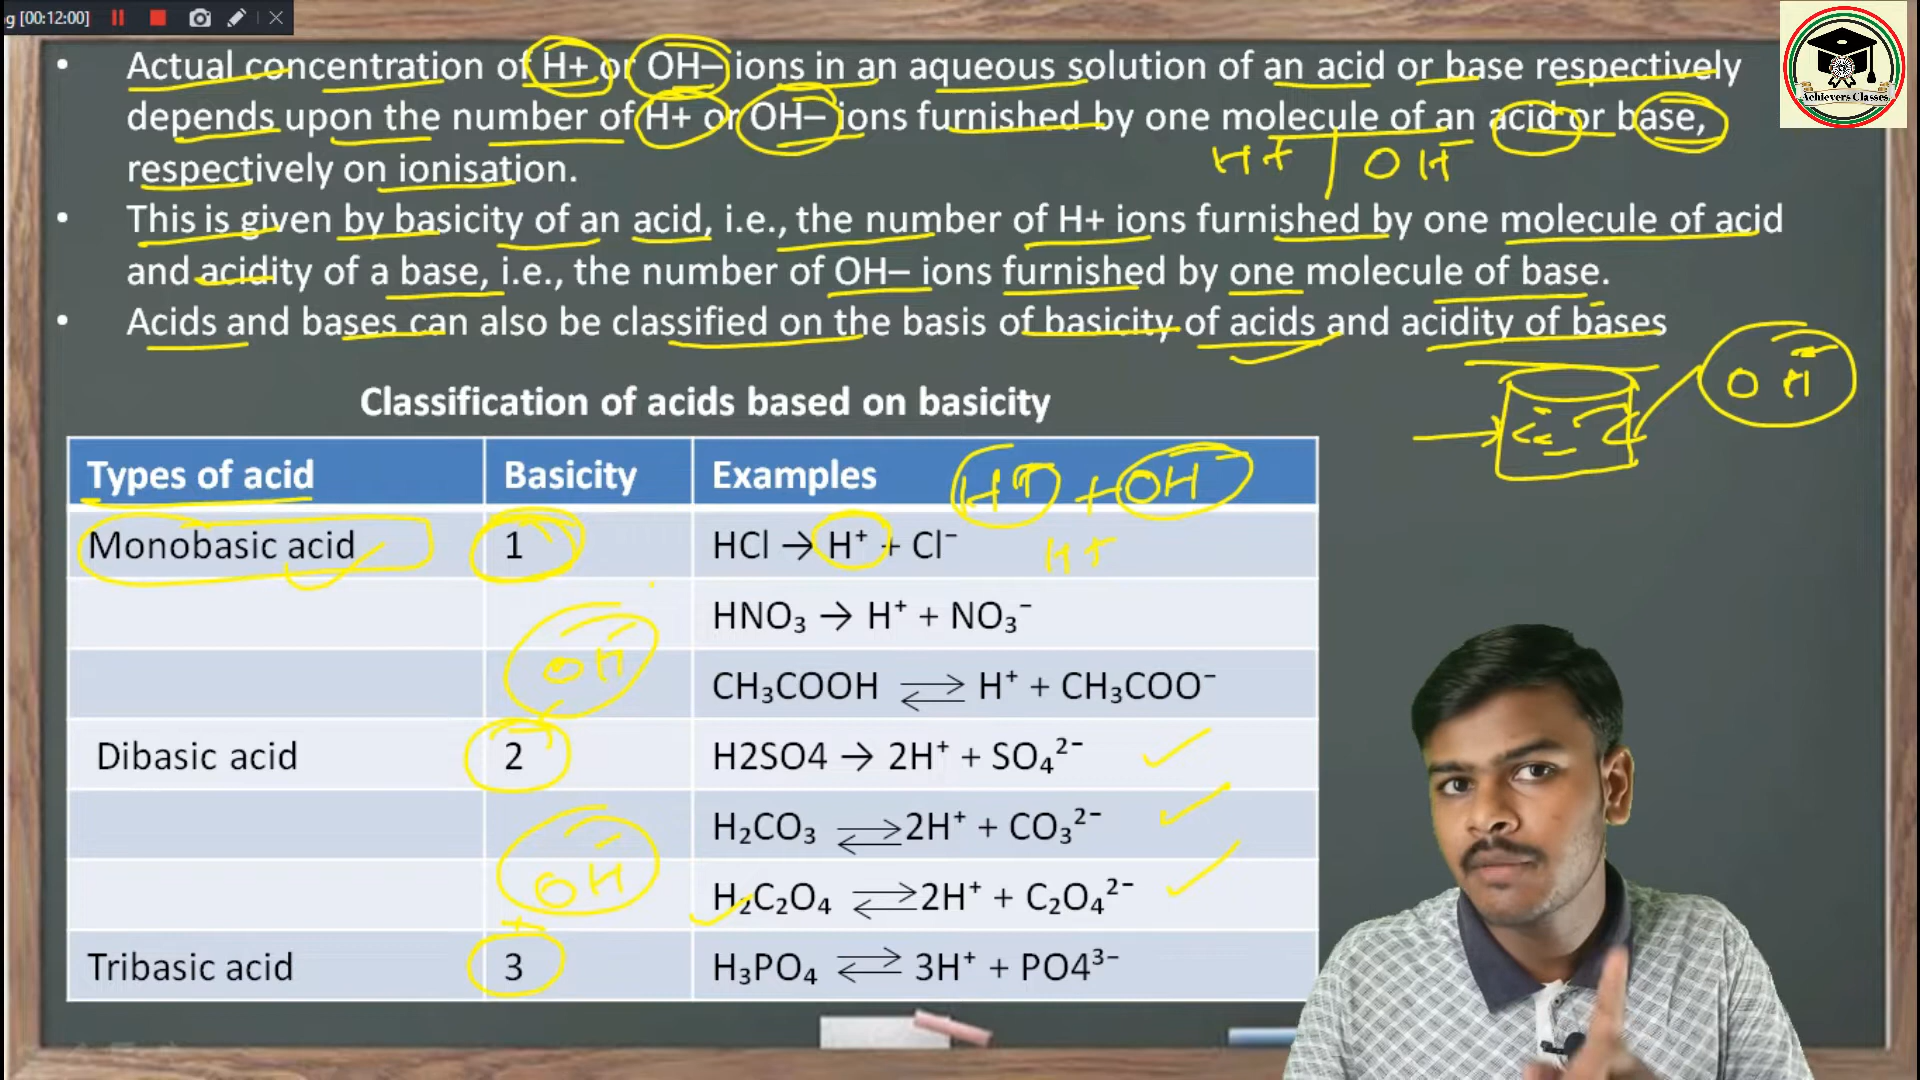 g [00:12:00]
Achievers Classes
• Actual concentration of H+ or OH– ions in an aqueous solution of an acid or base respectively
depends upon the number of H+ or OH– ions furnished by one molecule of an acid or base,
respectively on ionisation.
H+ | OH
• This is given by basicity of an acid, i.e., the number of H+ ions furnished by one molecule of acid
and acidity of a base, i.e., the number of OH– ions furnished by one molecule of base.
• Acids and bases can also be classified on the basis of basicity of acids and acidity of bases
OH
Classification of acids based on basicity
Types of acid Basicity Examples
H+ + OH
Monobasic acid 1 HCl → H⁺ + Cl⁻
H+
HNO₃ → H⁺ + NO₃⁻
OH
CH₃COOH ⇌ H⁺ + CH₃COO⁻
Dibasic acid 2 H2SO4 → 2H⁺ + SO₄²⁻
H₂CO₃ ⇌ 2H⁺ + CO₃²⁻
OH
H₂C₂O₄ ⇌ 2H⁺ + C₂O₄²⁻
Tribasic acid 3 H₃PO₄ ⇌ 3H⁺ + PO4³⁻